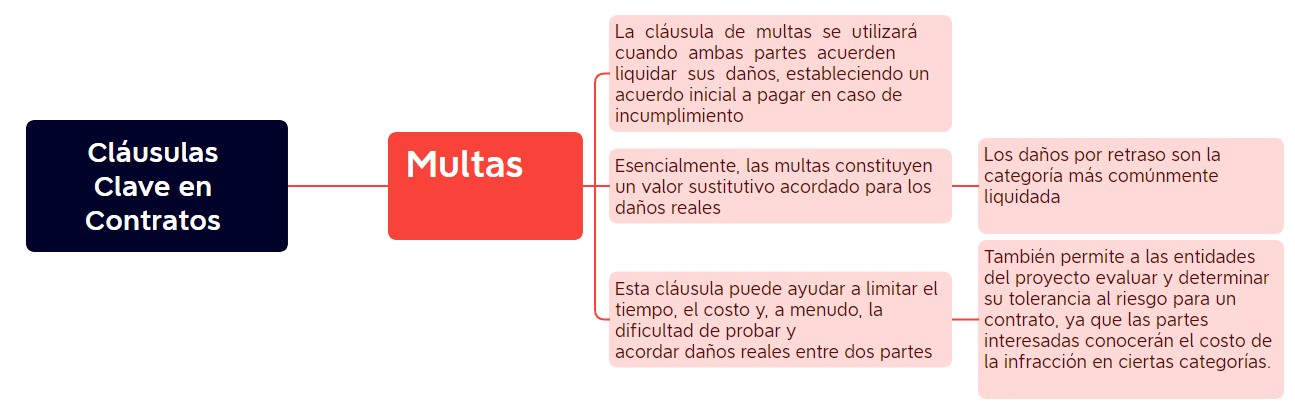 Cláusulas
Clave en
Contratos
Multas
La cláusula de multas se utilizará
cuando ambas partes acuerden
liquidar sus daños, estableciendo un
acuerdo inicial a pagar en caso de
incumplimiento
Esencialmente, las multas constituyen
un valor sustitutivo acordado para los
daños reales
Los daños por retraso son la
categoría más comúnmente
liquidada
Esta cláusula puede ayudar a limitar el
tiempo, el costo y, a menudo, la
dificultad de probar y
acordar daños reales entre dos partes
También permite a las entidades
del proyecto evaluar y determinar
su tolerancia al riesgo para un
contrato, ya que las partes
interesadas conocerán el costo de
la infracción en ciertas categorías.